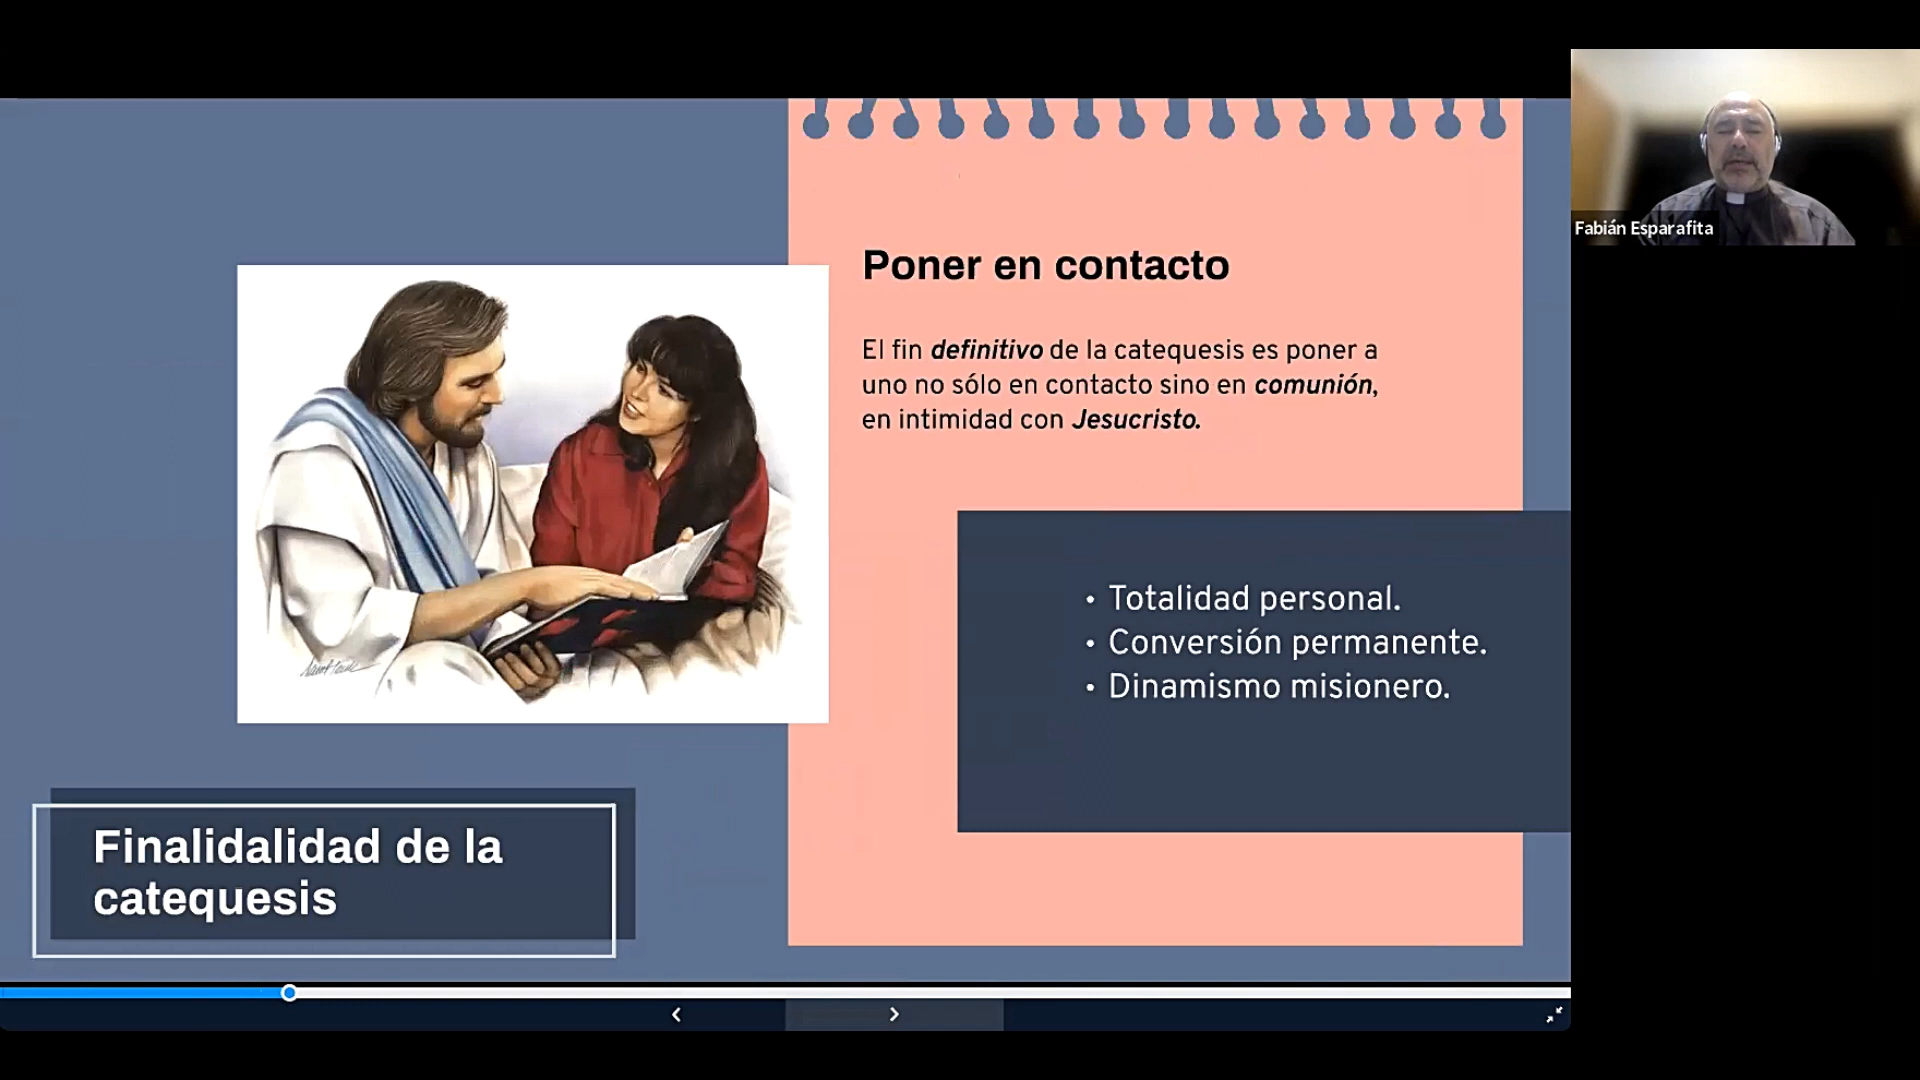 Poner en contacto
El fin definitivo de la catequesis es poner a
uno no sólo en contacto sino en comunión,
en intimidad con Jesucristo.
• Totalidad personal.
• Conversión permanente.
• Dinamismo misionero.
Finalidalidad de la
catequesis
Fabián Esparafita